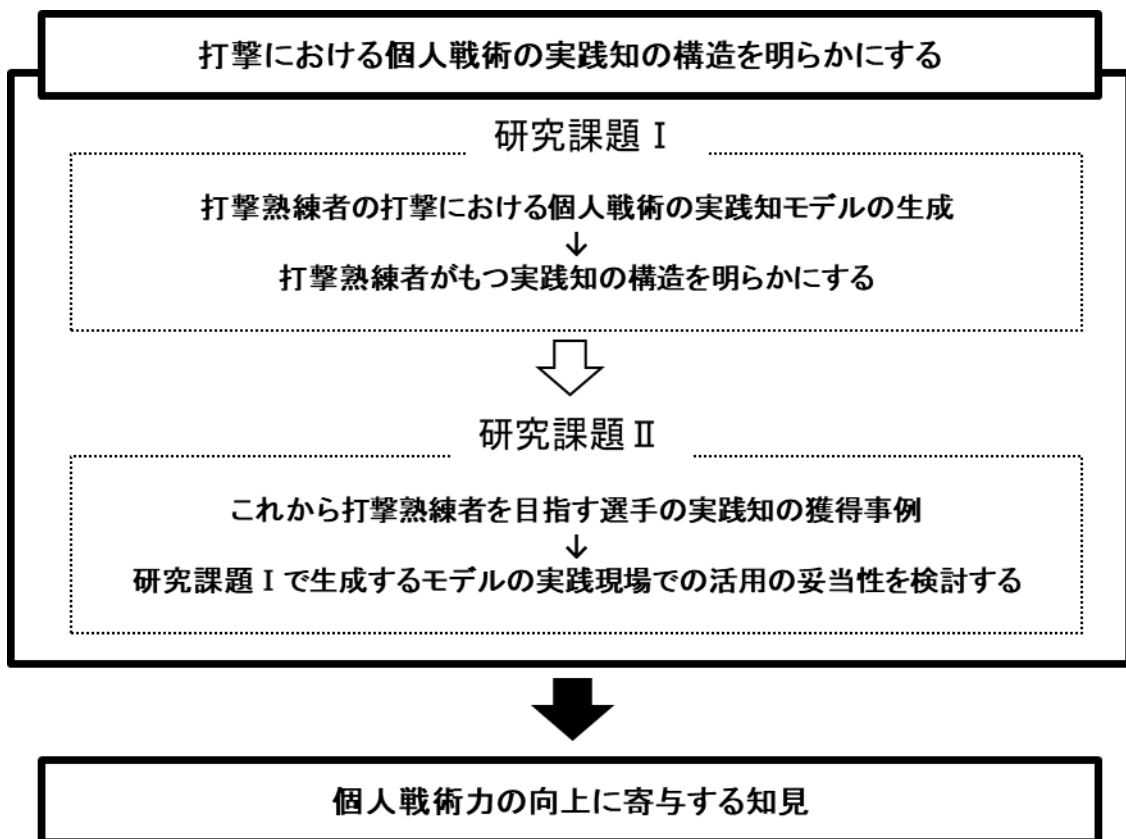 打撃における個人戦術の実践知の構造を明らかにする
研究課題Ⅰ
打撃熟練者の打撃における個人戦術の実践知モデルの生成
↓
打撃熟練者がもつ実践知の構造を明らかにする
研究課題Ⅱ
これから打撃熟練者を目指す選手の実践知の獲得事例
↓
研究課題Ⅰで生成するモデルの実践現場での活用の妥当性を検討する
個人戦術力の向上に寄与する知見